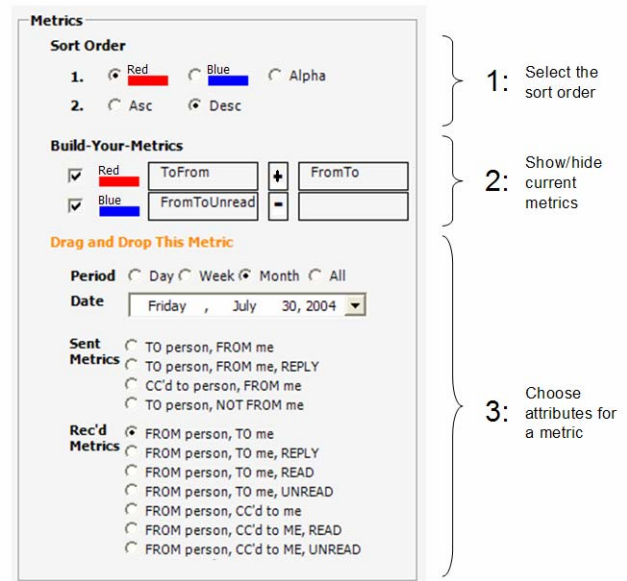 Metrics
Sort Order
1. Red Blue Alpha
2. Asc Desc
1: Select the
sort order
Build-Your-Metrics
Red ToFrom + FromTo
Blue FromToUnread -
2: Show/hide
current
metrics
Drag and Drop This Metric
Period Day Week Month All
Date Friday , July 30, 2004
Sent Metrics
TO person, FROM me
TO person, FROM me, REPLY
CC'd to person, FROM me
TO person, NOT FROM me
Rec'd Metrics
FROM person, TO me
FROM person, TO me, REPLY
FROM person, TO me, READ
FROM person, TO me, UNREAD
FROM person, CC'd to me
FROM person, CC'd to ME, READ
FROM person, CC'd to ME, UNREAD
3: Choose
attributes for
a metric